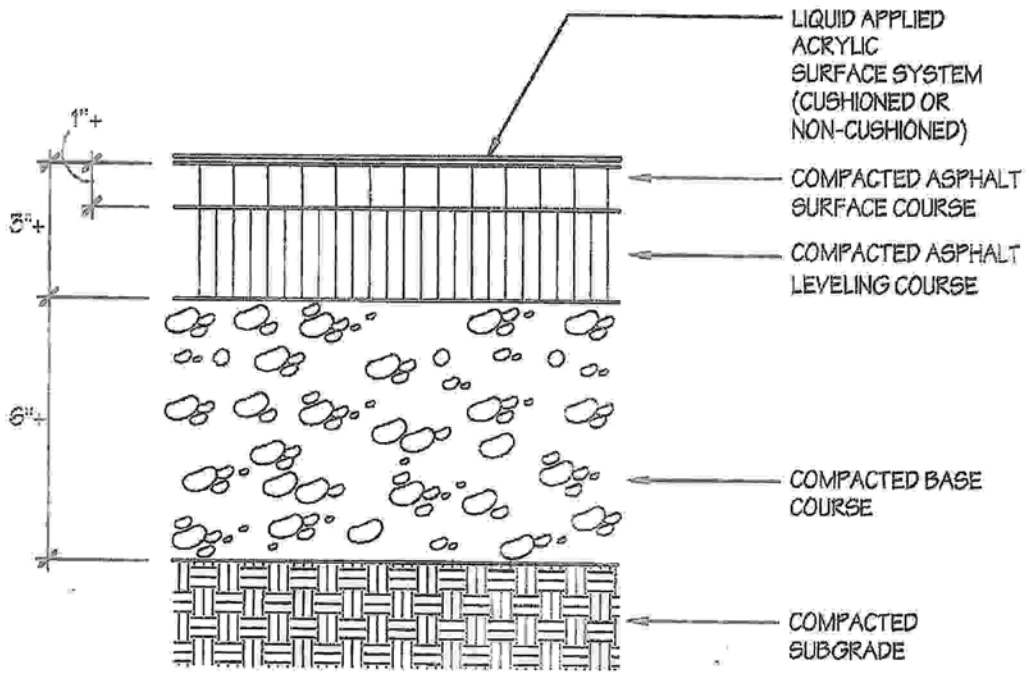 LIQUID APPLIED
ACRYLIC
SURFACE SYSTEM
(CUSHIONED OR
NON-CUSHIONED)
1"+
COMPACTED ASPHALT
SURFACE COURSE
3"+
COMPACTED ASPHALT
LEVELING COURSE
6"+
COMPACTED BASE
COURSE
COMPACTED
SUBGRADE